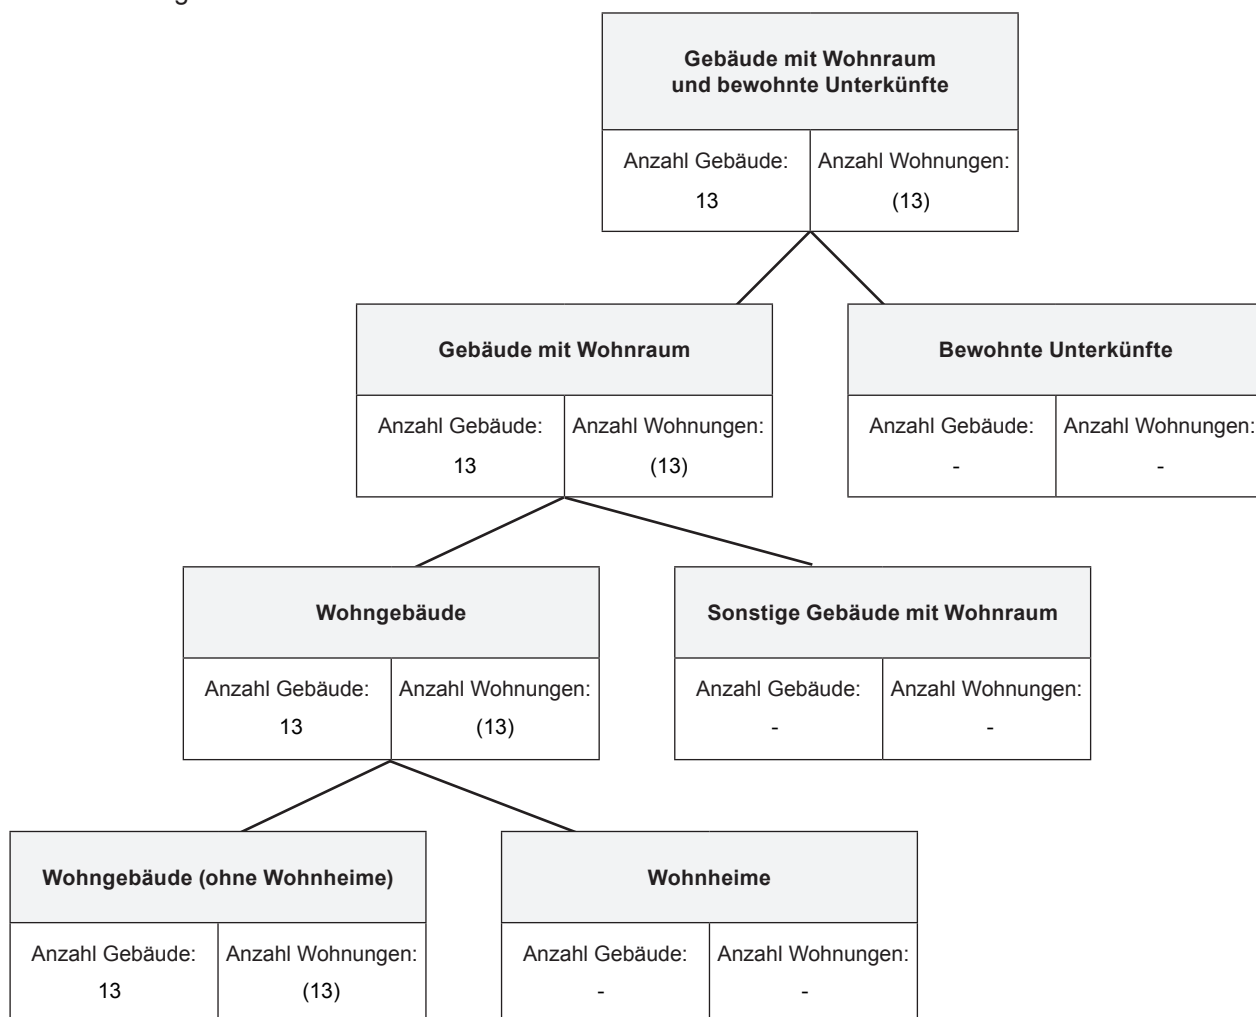 Gebäude mit Wohnraum
und bewohnte Unterkünfte
Anzahl Gebäude: Anzahl Wohnungen:
13 (13)
Gebäude mit Wohnraum
Anzahl Gebäude: Anzahl Wohnungen:
13 (13)
Bewohnte Unterkünfte
Anzahl Gebäude: Anzahl Wohnungen:
- -
Wohngebäude
Anzahl Gebäude: Anzahl Wohnungen:
13 (13)
Sonstige Gebäude mit Wohnraum
Anzahl Gebäude: Anzahl Wohnungen:
- -
Wohngebäude (ohne Wohnheime)
Anzahl Gebäude: Anzahl Wohnungen:
13 (13)
Wohnheime
Anzahl Gebäude: Anzahl Wohnungen:
- -